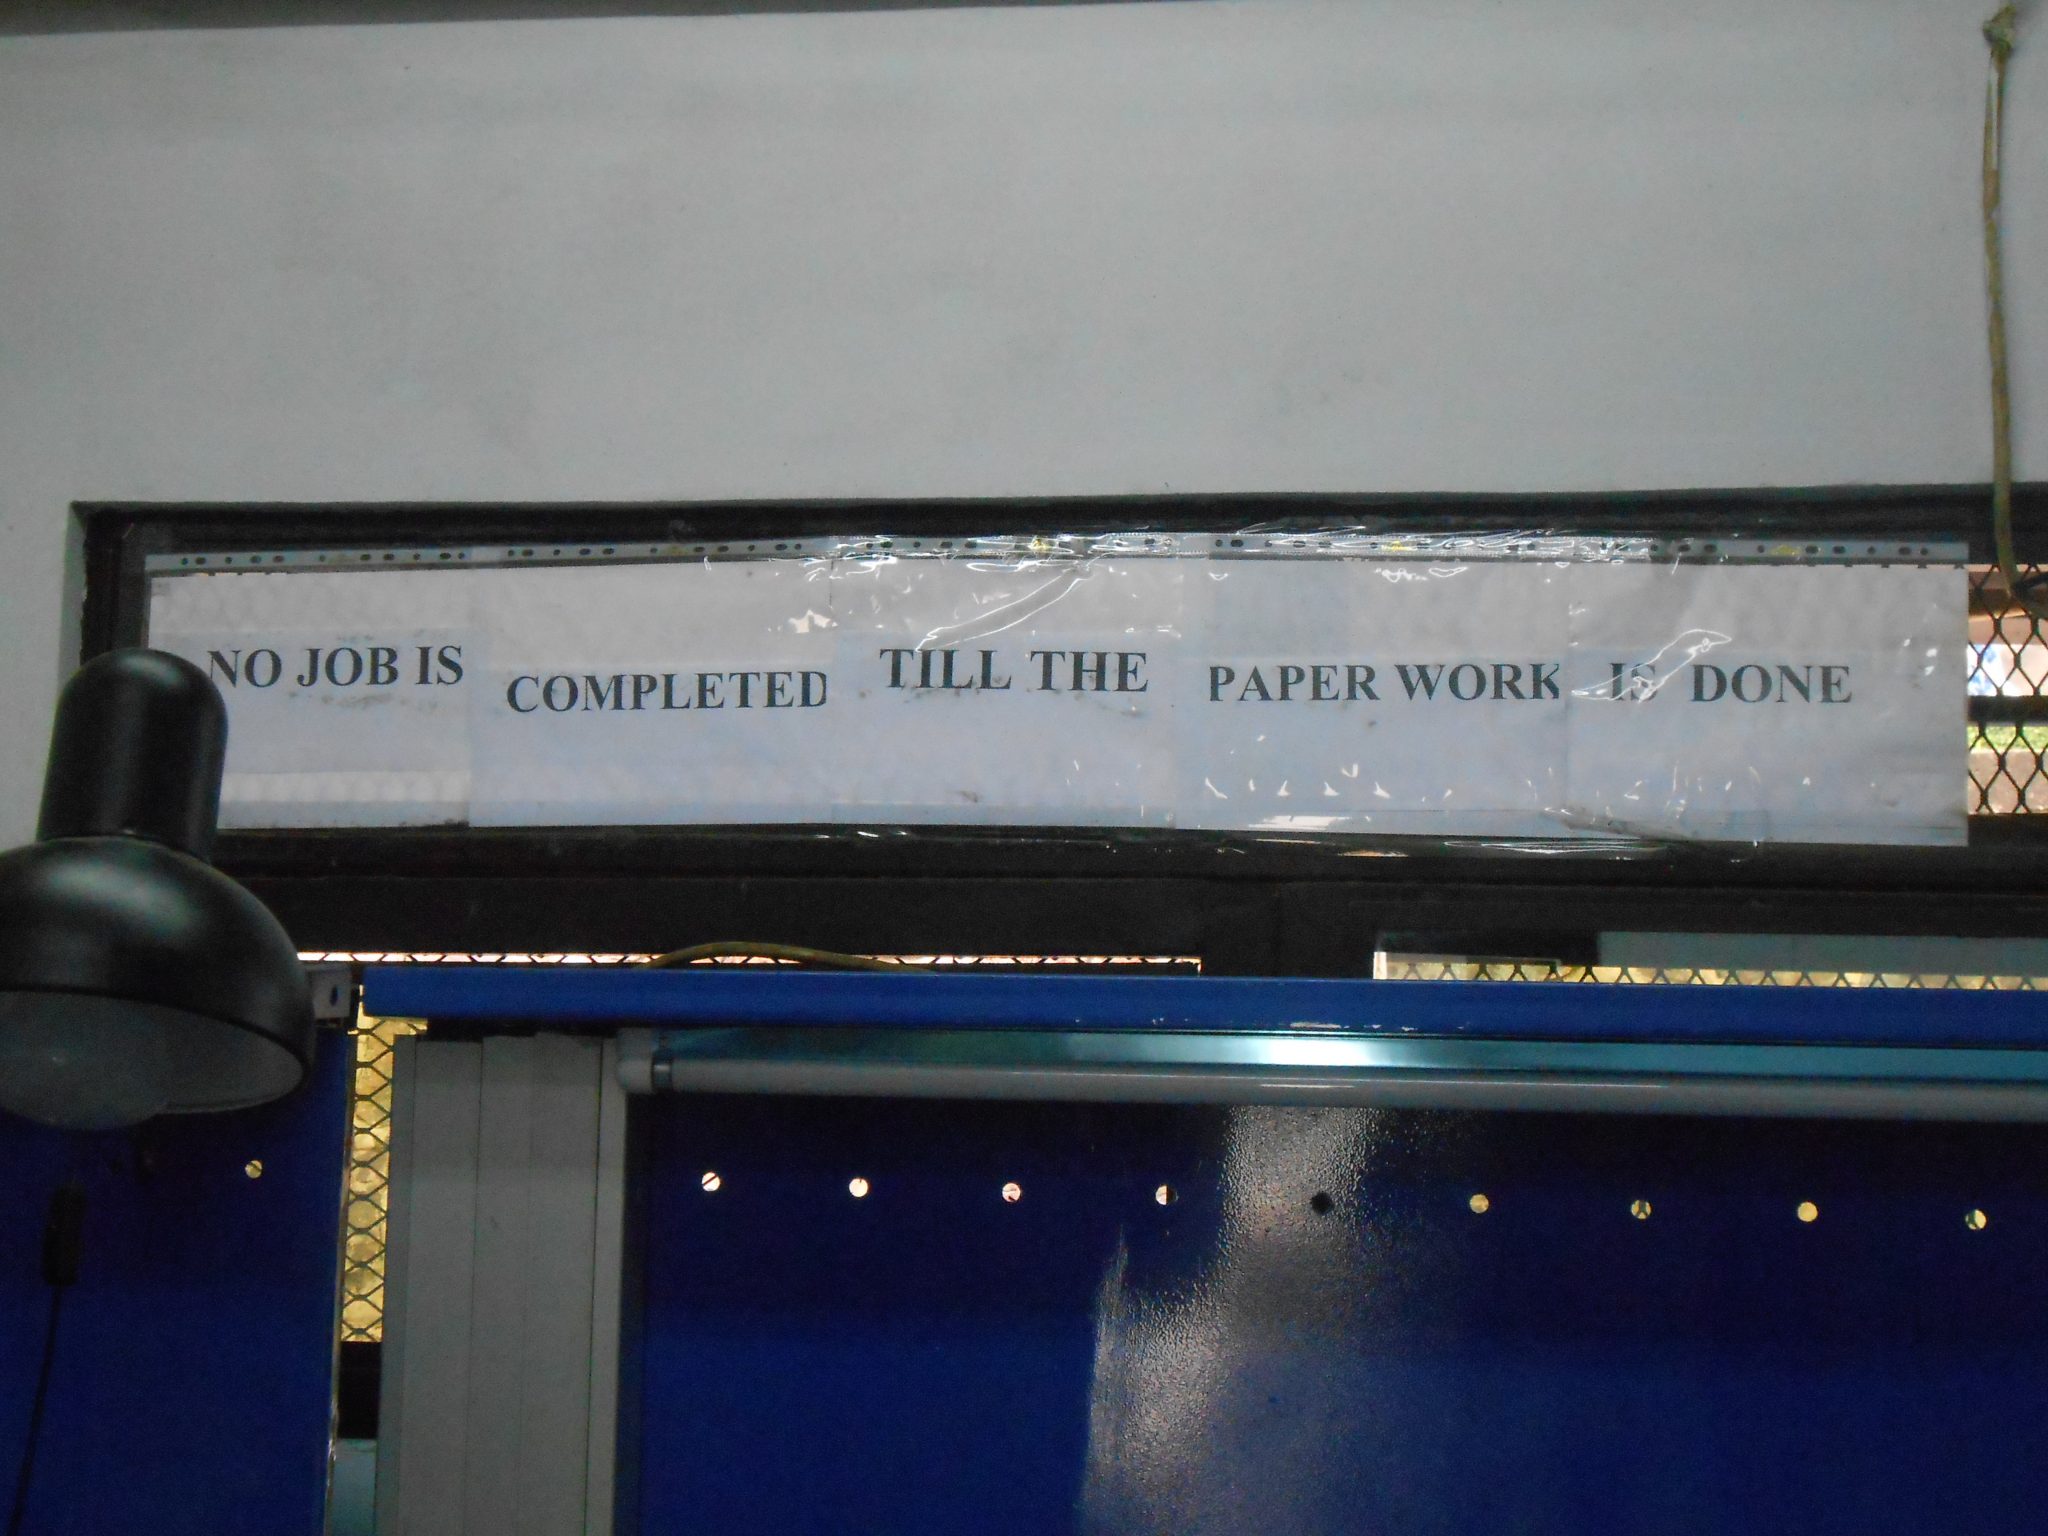 NO JOB IS COMPLETED TILL THE PAPER WORK IS DONE